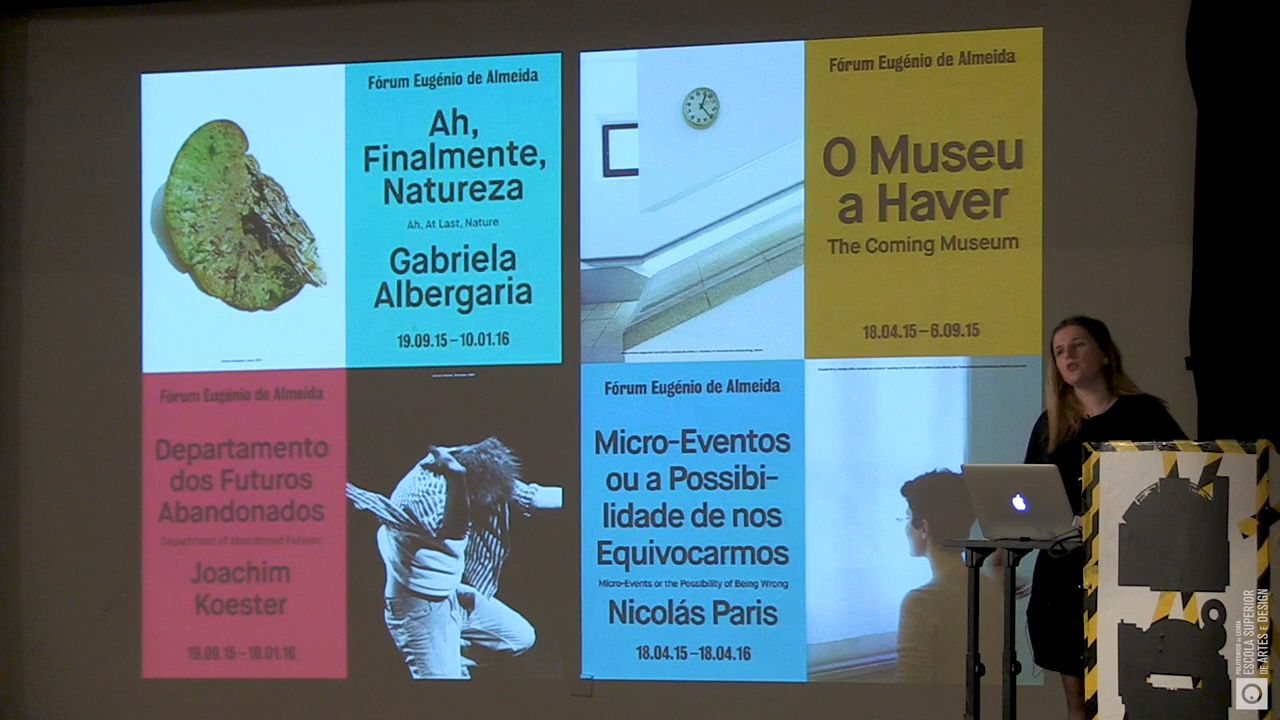 Fórum Eugénio de Almeida
Ah,
Finalmente,
Natureza
Ah, At Last, Nature
Gabriela
Albergaria
19.09.15 – 10.01.16
Fórum Eugénio de Almeida
O Museu
a Haver
The Coming Museum
18.04.15 – 6.09.15
Fórum Eugénio de Almeida
Departamento
dos Futuros
Abandonados
Department of Abandoned Futures
Joachim
Koester
19.09.15 – 10.01.16
Fórum Eugénio de Almeida
Micro-Eventos
ou a Possibi-
lidade de nos
Equivocarmos
Micro-Events or the Possibility of Being Wrong
Nicolás Paris
18.04.15–18.04.16
ESCOLA SUPERIOR
DE ARTES E DESIGN